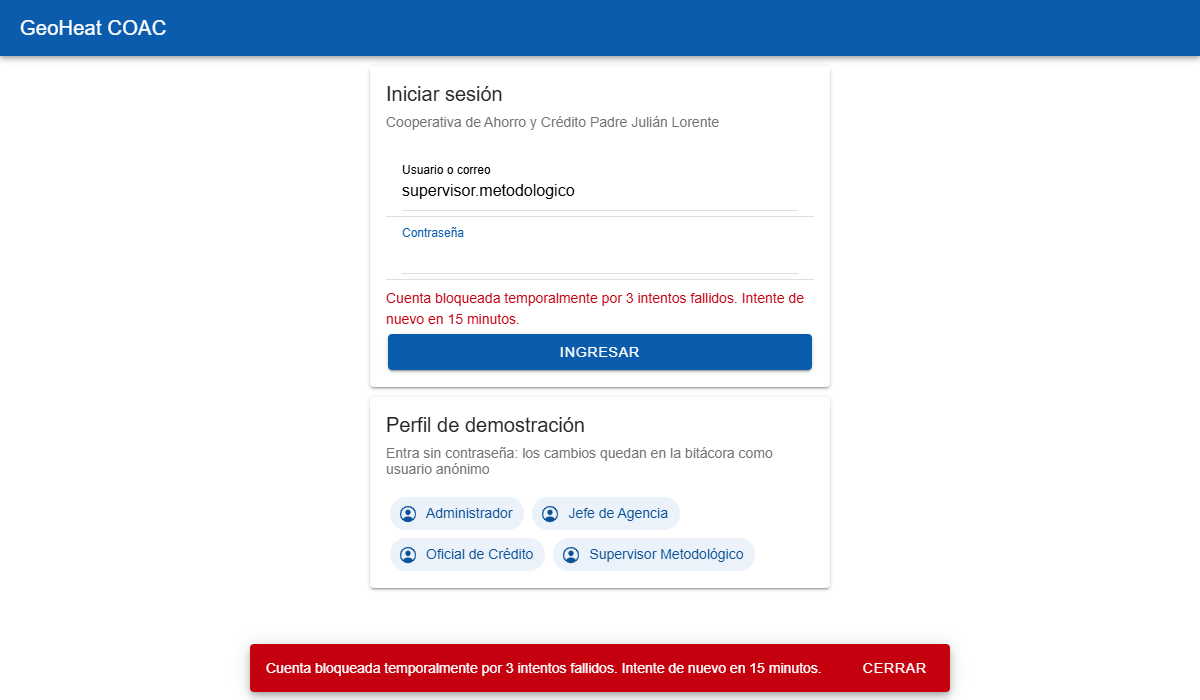 GeoHeat COAC
Iniciar sesión
Cooperativa de Ahorro y Crédito Padre Julián Lorente
Usuario o correo
supervisor.metodologico
Contraseña
Cuenta bloqueada temporalmente por 3 intentos fallidos. Intente de
nuevo en 15 minutos.
INGRESAR
Perfil de demostración
Entra sin contraseña: los cambios quedan en la bitácora como
usuario anónimo
Administrador
Jefe de Agencia
Oficial de Crédito
Supervisor Metodológico
Cuenta bloqueada temporalmente por 3 intentos fallidos. Intente de nuevo en 15 minutos.
CERRAR